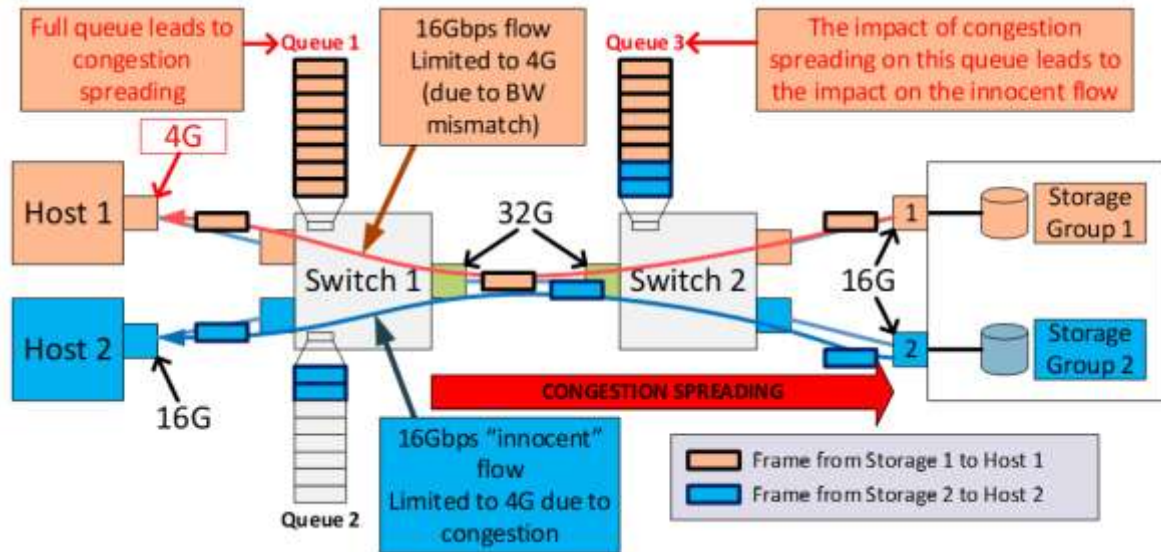 Full queue leads to
congestion
spreading
Queue 1
16Gbps flow
Limited to 4G
(due to BW
mismatch)
Queue 3
The impact of congestion
spreading on this queue leads to
the impact on the innocent flow
4G
Host 1
32G
1
Storage
Group 1
Switch 1
Switch 2
16G
Host 2
2
Storage
Group 2
16G
CONGESTION SPREADING
16Gbps “innocent”
flow
Limited to 4G due to
congestion
Queue 2
Frame from Storage 1 to Host 1
Frame from Storage 2 to Host 2